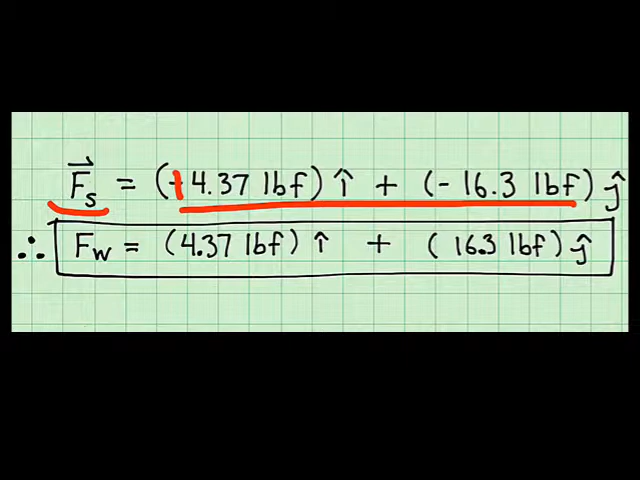 F⃗s = (-4.37 lbf) î + (- 16.3 lbf) ĵ
∴ Fw = (4.37 lbf) î + (16.3 lbf) ĵ